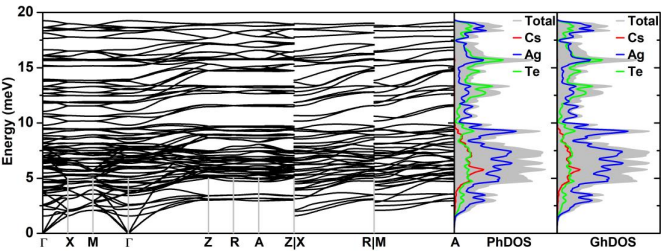 20
15
10
5
0
Energy (meV)
Γ X M Γ Z R A Z|X R|M A
Total
Cs
Ag
Te
PhDOS
Total
Cs
Ag
Te
GhDOS